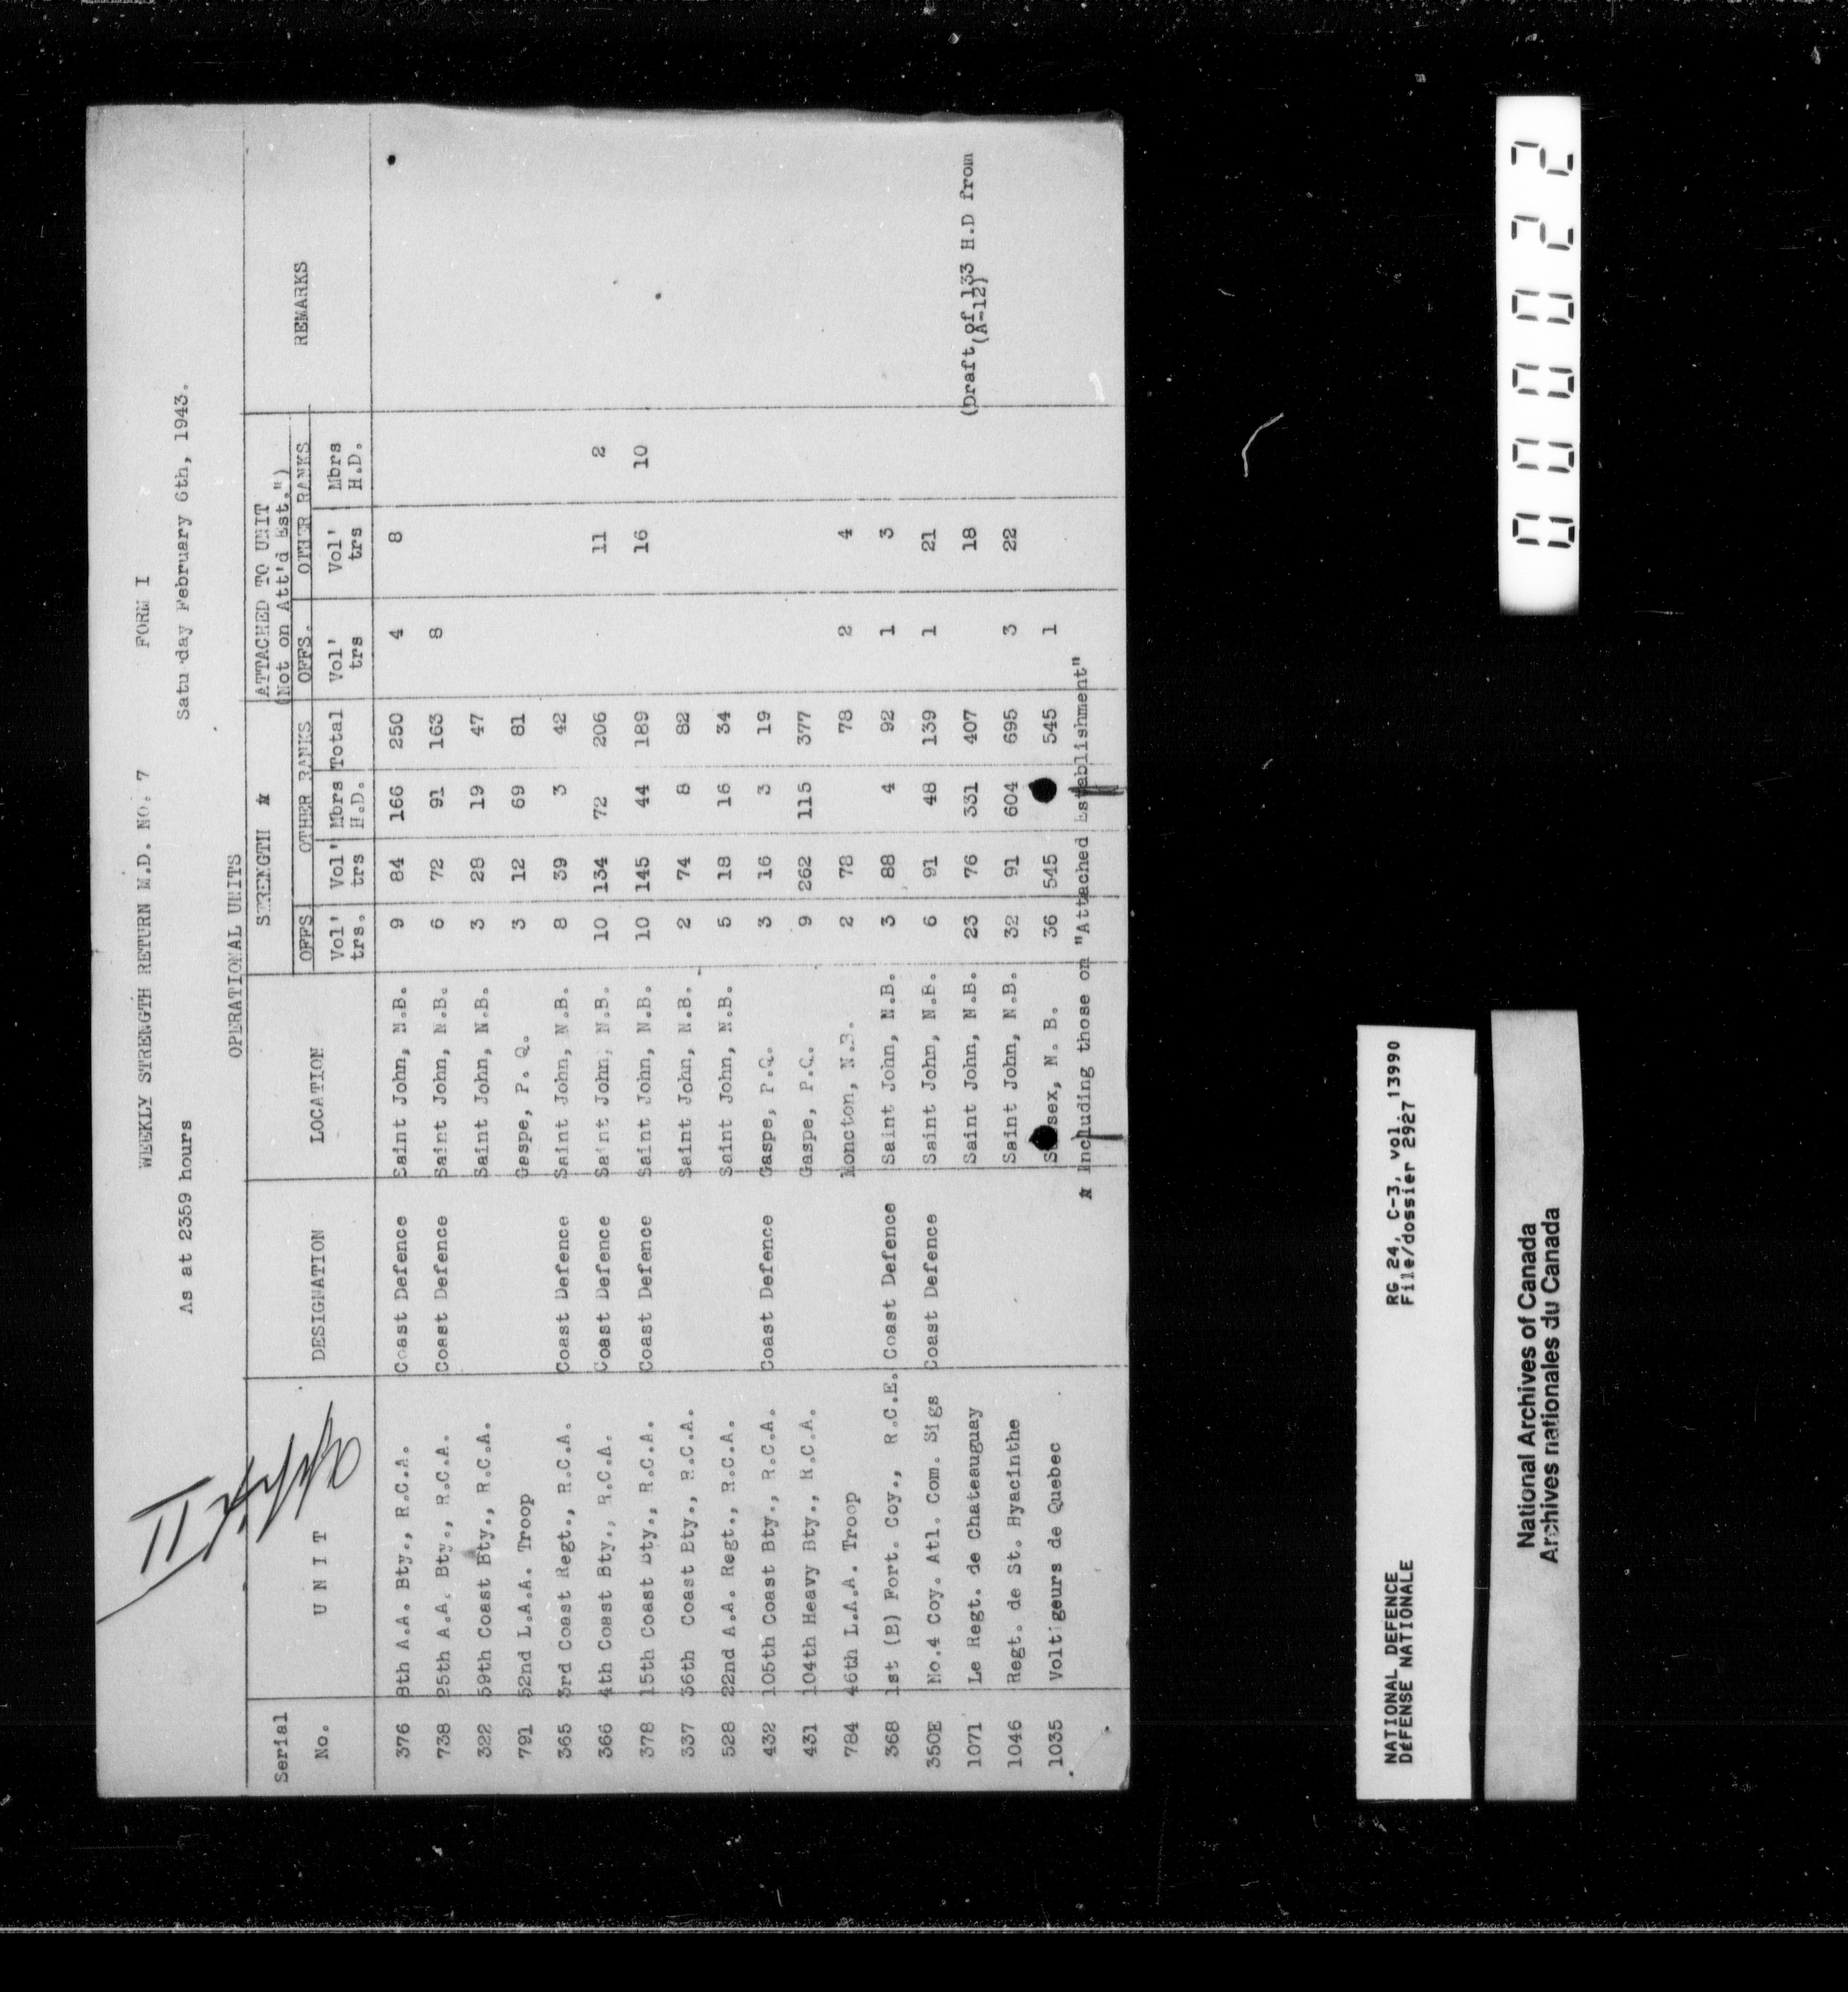 WEEKLY STRENGTH RETURN M.D. NO. 7 FORM I
As at 2359 hours Satu day February 6th, 1943.
OPERATIONAL UNITS
Serial No. UNIT DESIGNATION LOCATION STRENGTH & ATTACHED TO UNIT (Not on Att'd Est.") REMARKS
OFFS. OTHER RANKS OFFS. OTHER RANKS
Vol' trs. Vol' trs Mbrs H.D. Total Vol' trs Vol' trs Mbrs H.D.
376 8th A.A. Bty., R.C.A. Coast Defence Saint John, N.B. 9 84 166 250 4 8
738 25th A.A. Bty., R.C.A. Coast Defence Saint John, N.B. 6 72 91 163 8
322 59th Coast Bty., R.C.A. Saint John, N.B. 3 28 19 47
791 52nd L.A.A. Troop Gespe, P. Q. 3 12 69 81
365 3rd Coast Regt., R.C.A. Coast Defence Saint John, N.B. 8 39 3 42
366 4th Coast Bty., R.C.A. Coast Defence Saint John, N.B. 10 134 72 206 11 2
378 15th Coast Bty., R.C.A. Coast Defence Saint John, N.B. 10 145 44 189 16 10
337 36th Coast Bty., R.C.A. Saint John, N.B. 2 74 8 82
528 22nd A.A. Regt., R.C.A. Saint John, N.B. 5 18 16 34
432 105th Coast Bty., R.C.A. Coast Defence Gaspe, P.Q. 3 16 3 19
431 104th Heavy Bty., R.C.A. Gaspe, P.Q. 9 262 115 377
784 46th L.A.A. Troop Moncton, N.B. 2 78 78 2 4
368 1st (B) Fort. Coy., R.C.E. Coast Defence Saint John, N.B. 3 88 4 92 1 3
350E No.4 Coy. Atl. Com. Sigs Coast Defence Saint John, N.B. 6 91 48 139 1 21
1071 Le Regt. de Chateauguay Saint John, N.B. 23 76 331 407 18 (Draft of 133 H.D from (A-12)
1046 Regt. de St. Hyacinthe Saint John, N.B. 32 91 604 695 3 22
1035 Voltigeurs de Quebec N. B. 36 545 545 1
& Including those on "Attached Establishment"
00022
NATIONAL DEFENCE RG 24, C-3, vol. 13990
DÉFENSE NATIONALE File/dossier 2927
National Archives of Canada
Archives nationales du Canada